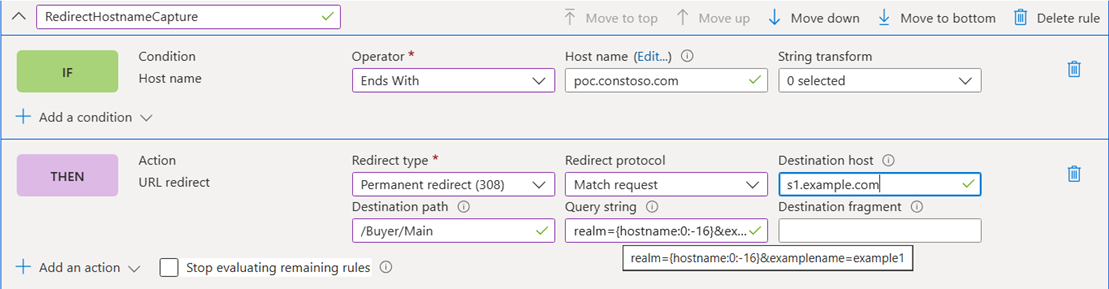 RedirectHostnameCapture Move to top Move up Move down Move to bottom Delete rule
IF
Condition
Host name
Operator *
Ends With
Host name (Edit...)
poc.constoso.com
String transform
0 selected
Add a condition
THEN
Action
URL redirect
Redirect type *
Permanent redirect (308)
Redirect protocol
Match request
Destination host
s1.example.com
Destination path
/Buyer/Main
Query string
realm={hostname:0:-16}&ex...
Destination fragment
realm={hostname:0:-16}&examplename=example1
Add an action
Stop evaluating remaining rules